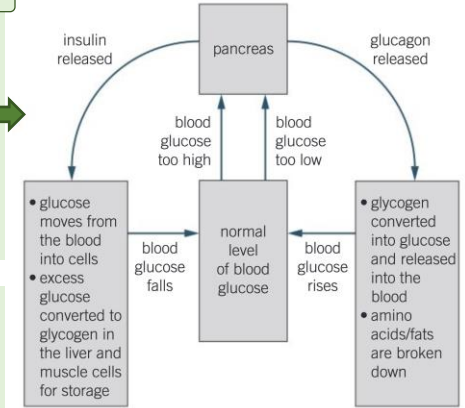 insulin
released
pancreas
glucagon
released
blood
glucose
too high
blood
glucose
too low
• glucose
moves from
the blood
into cells
• excess
glucose
converted to
glycogen in
the liver and
muscle cells
for storage
blood
glucose
falls
normal
level
of blood
glucose
blood
glucose
rises
• glycogen
converted
into glucose
and released
into the
blood
• amino
acids/fats
are broken
down